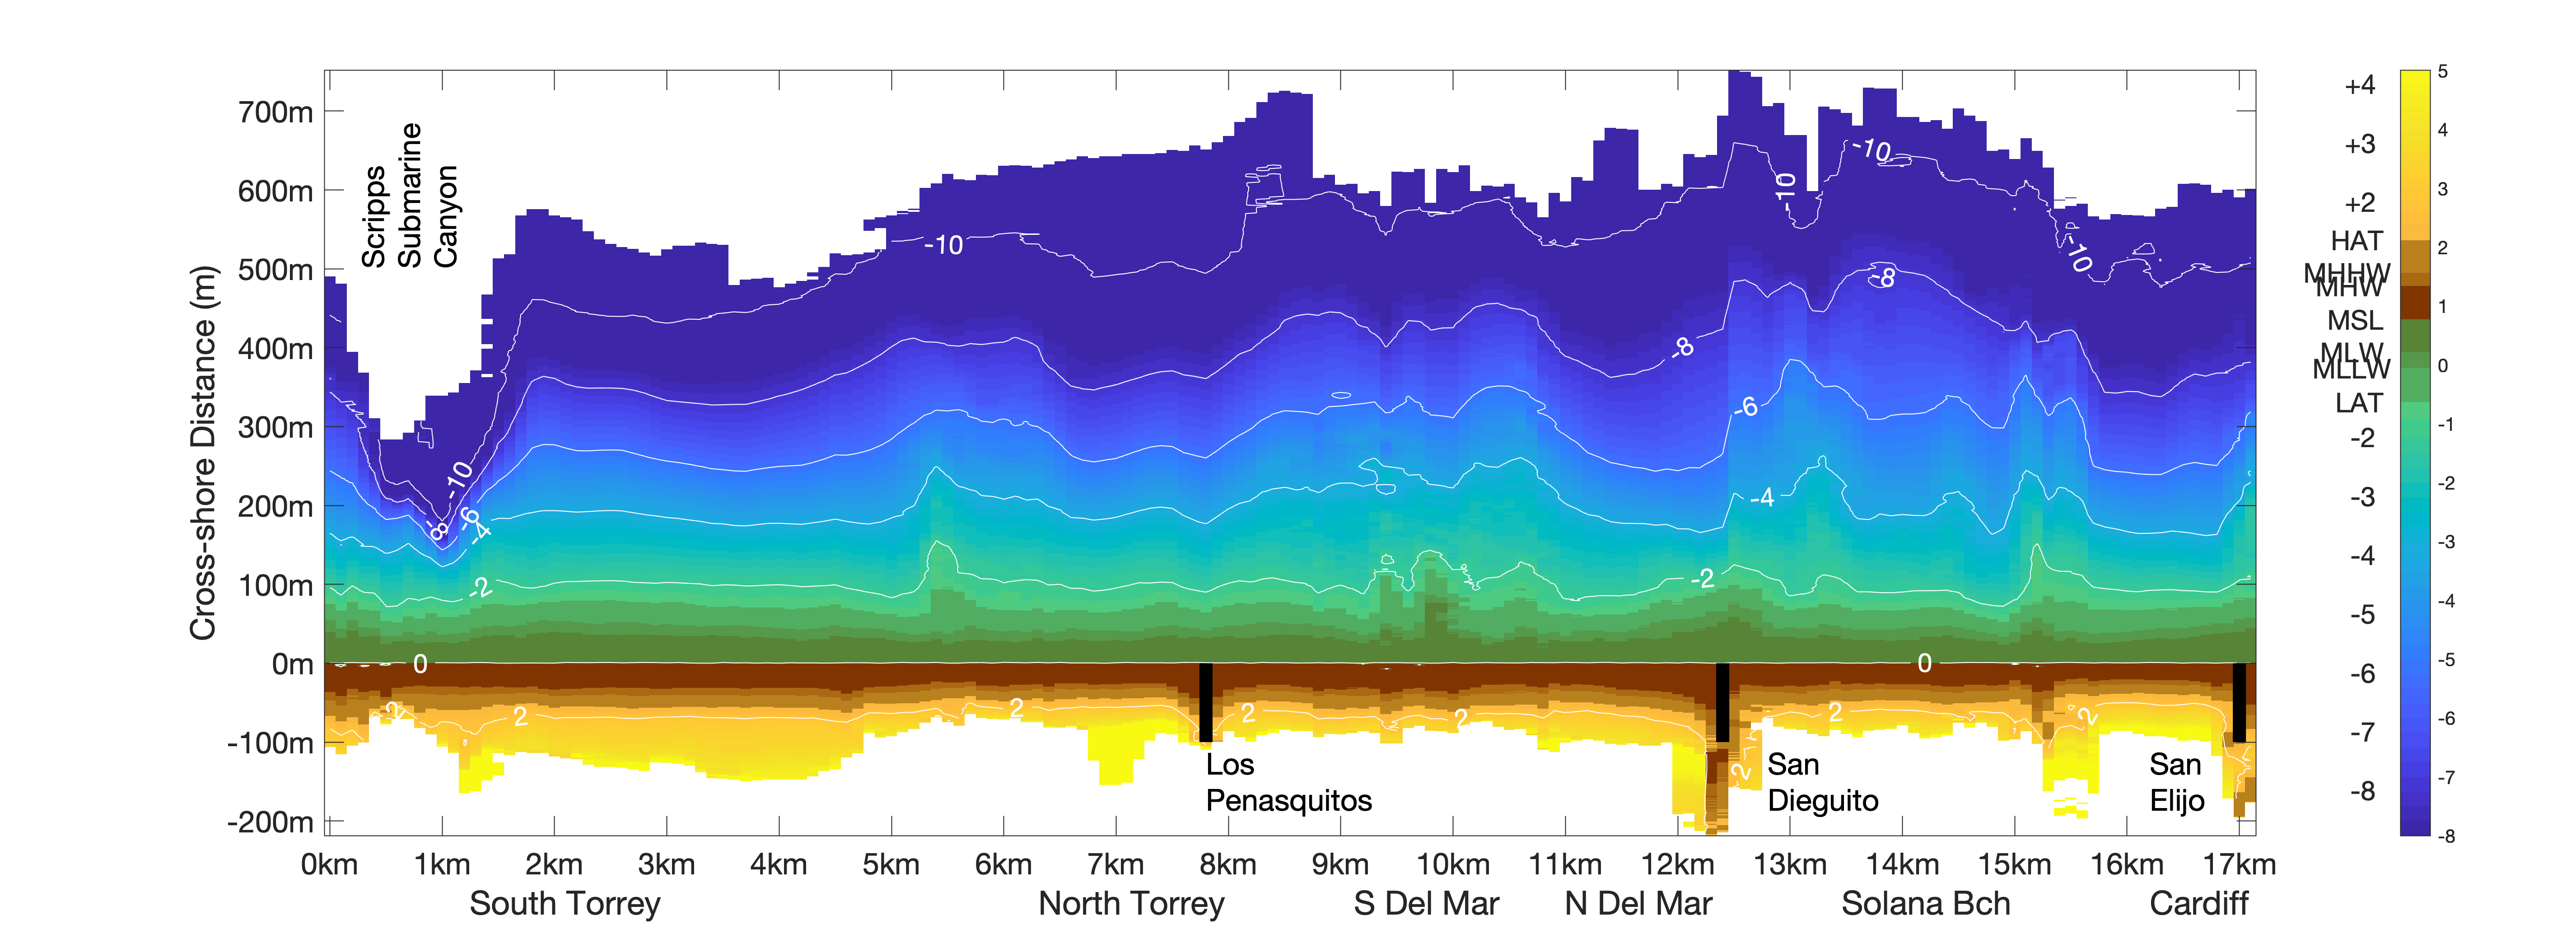 700m
600m
500m
400m
300m
200m
100m
0m
-100m
-200m
Cross-shore Distance (m)
Scripps
Submarine
Canyon
-10
-10
-10
-10
-10
-8
-8
-8
-6
-6
-4
-4
-2
-2
0
0
2
2
2
2
2
2
2
2
Los
Penasquitos
San
Dieguito
San
Elijo
0km 1km 2km 3km 4km 5km 6km 7km 8km 9km 10km 11km 12km 13km 14km 15km 16km 17km
South Torrey North Torrey S Del Mar N Del Mar Solana Bch Cardiff
+4
+3
+2
HAT
MHHW
MHW
MSL
MLW
MLLW
LAT
-2
-3
-4
-5
-6
-7
-8
5
4
3
2
1
0
-1
-2
-3
-4
-5
-6
-7
-8